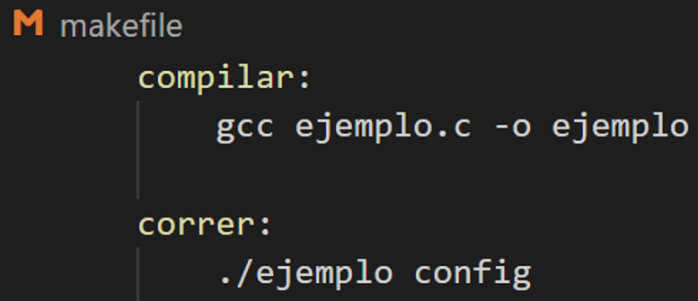 M makefile
compilar:
gcc ejemplo.c -o ejemplo
correr:
./ejemplo config